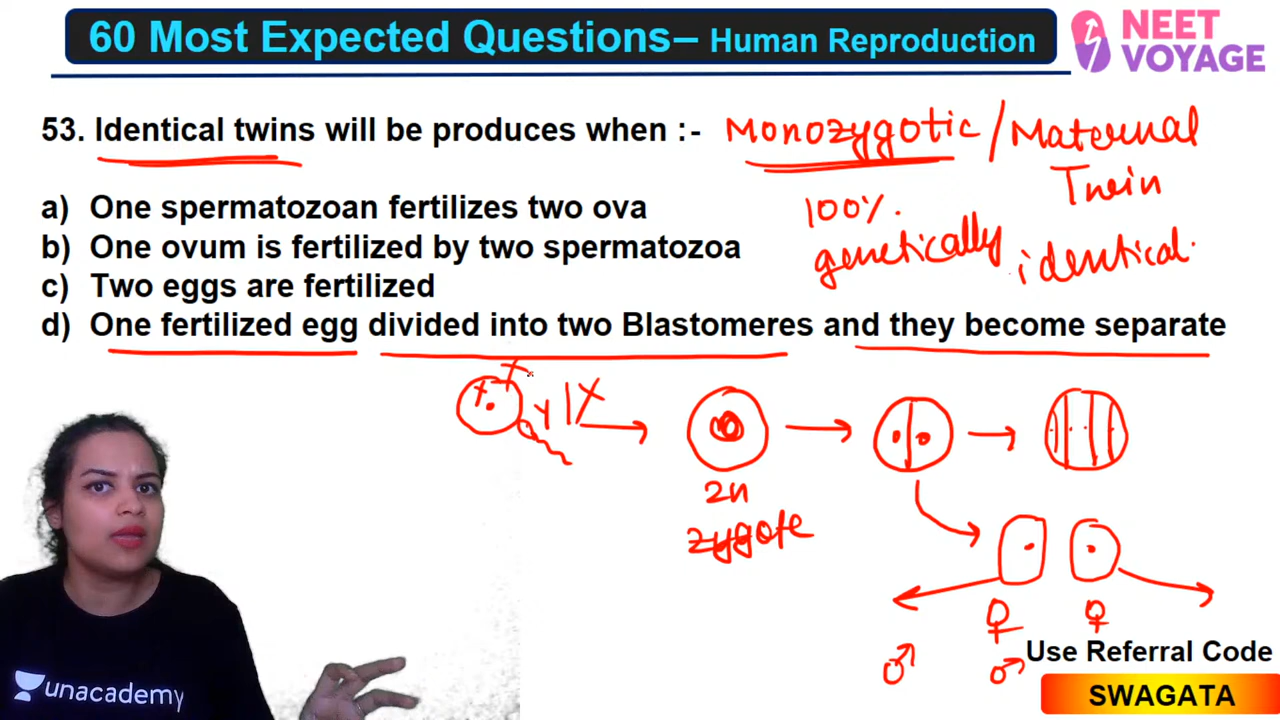 60 Most Expected Questions– Human Reproduction
NEET
VOYAGE
53. Identical twins will be produces when :-
Monozygotic / Maternal
Twin
a) One spermatozoan fertilizes two ova
100%
b) One ovum is fertilized by two spermatozoa
genetically identical.
c) Two eggs are fertilized
d) One fertilized egg divided into two Blastomeres and they become separate
X
X
Y | X
2n
zygote
♀ ♀
♂ ♂
Use Referral Code
SWAGATA
unacademy